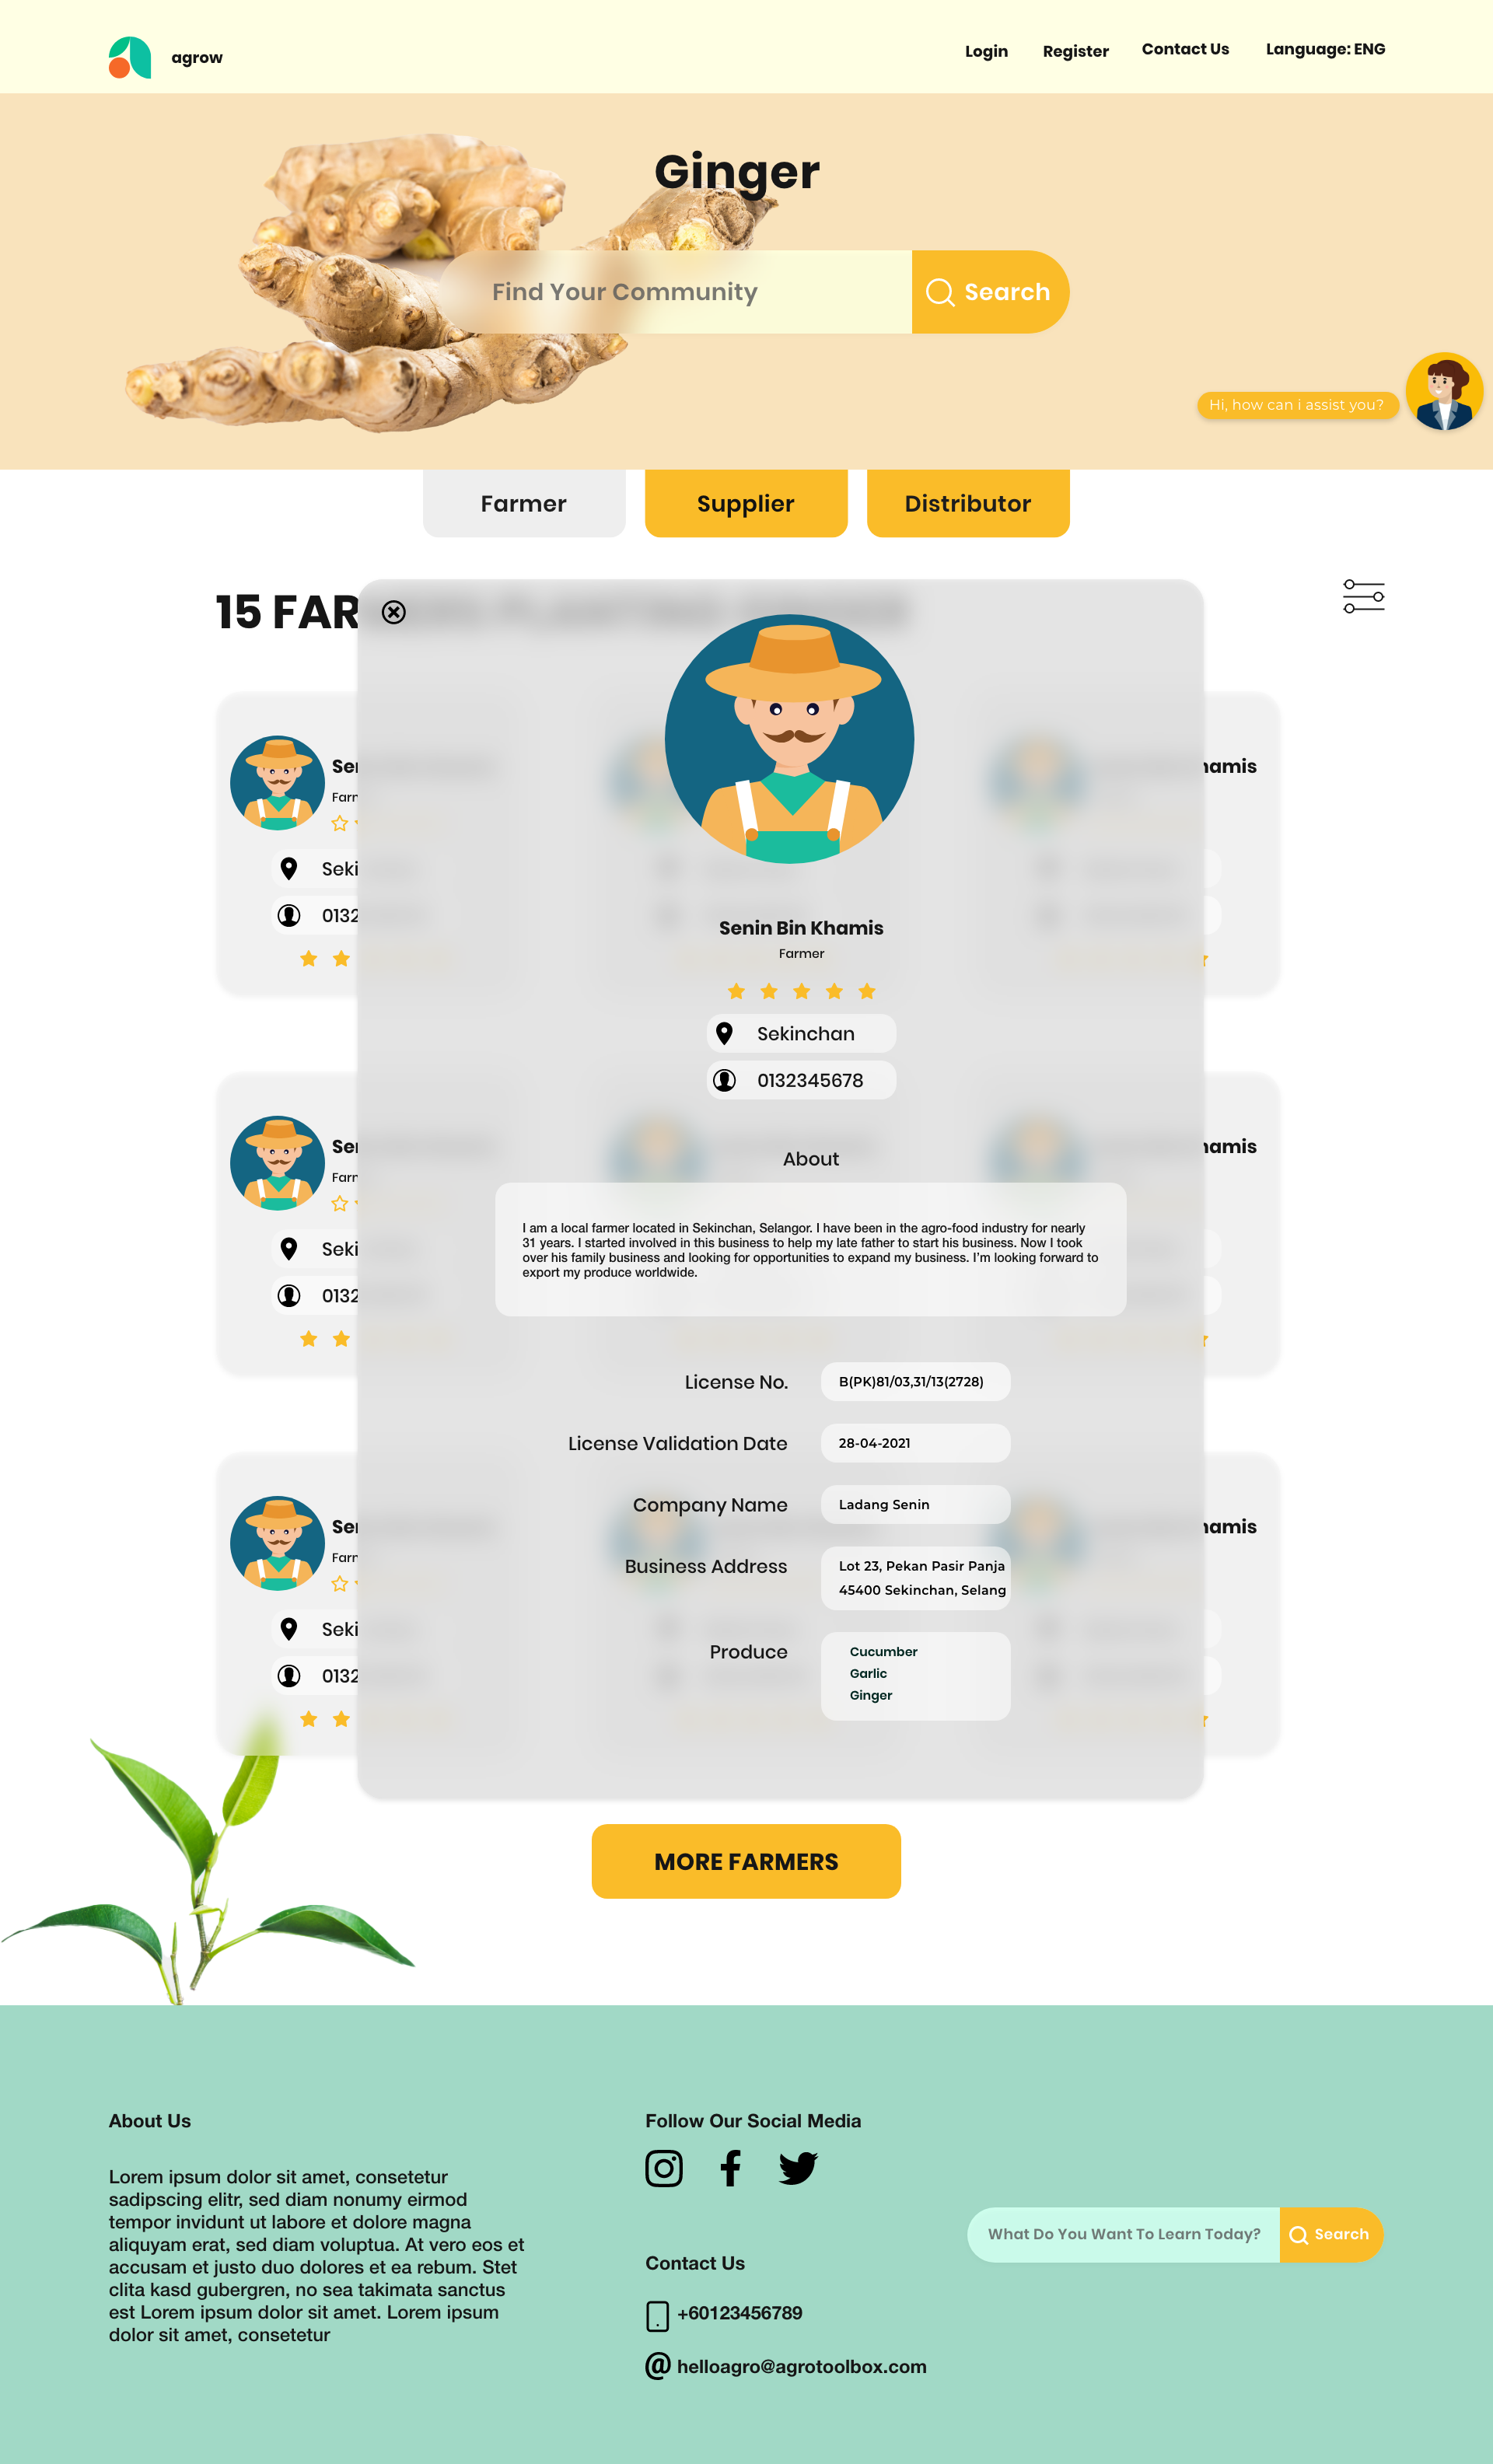 agrow
Login
Register
Contact Us
Language: ENG
Ginger
Find Your Community
Search
Hi, how can i assist you?
Farmer
Supplier
Distributor
15 FAR
Senin Bin Khamis
Farmer
Sekinchan
0132345678
About
I am a local farmer located in Sekinchan, Selangor. I have been in the agro-food industry for nearly
31 years. I started involved in this business to help my late father to start his business. Now I took
over his family business and looking for opportunities to expand my business. I'm looking forward to
export my produce worldwide.
License No.
B(PK)81/03,31/13(2728)
License Validation Date
28-04-2021
Company Name
Ladang Senin
Business Address
Lot 23, Pekan Pasir Panja
45400 Sekinchan, Selang
Produce
Cucumber
Garlic
Ginger
Ser
Farn
Seki
0132
hamis
Ser
Farn
Seki
0132
hamis
Ser
Farn
Seki
0132
hamis
MORE FARMERS
About Us
Lorem ipsum dolor sit amet, consetetur
sadipscing elitr, sed diam nonumy eirmod
tempor invidunt ut labore et dolore magna
aliquyam erat, sed diam voluptua. At vero eos et
accusam et justo duo dolores et ea rebum. Stet
clita kasd gubergren, no sea takimata sanctus
est Lorem ipsum dolor sit amet. Lorem ipsum
dolor sit amet, consetetur
Follow Our Social Media
Contact Us
+60123456789
helloagro@agrotoolbox.com
What Do You Want To Learn Today?
Search